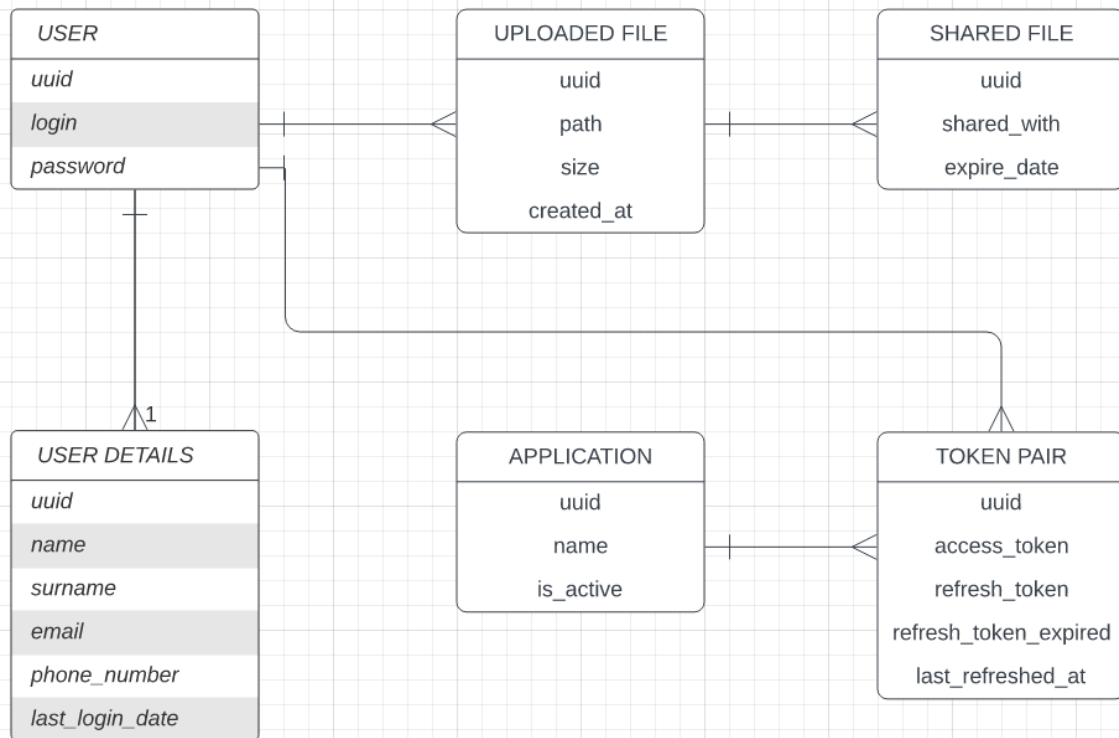 USER
uuid
login
password
UPLOADED FILE
uuid
path
size
created_at
SHARED FILE
uuid
shared_with
expire_date
1
USER DETAILS
uuid
name
surname
email
phone_number
last_login_date
APPLICATION
uuid
name
is_active
TOKEN PAIR
uuid
access_token
refresh_token
refresh_token_expired
last_refreshed_at